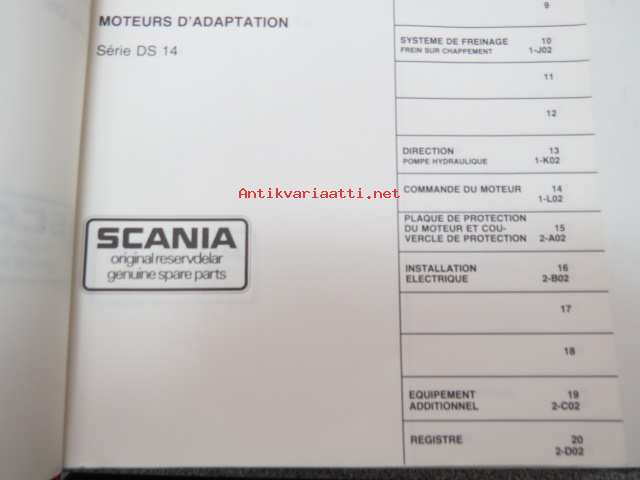 MOTEURS D'ADAPTATION
Série DS 14
SCANIA
original reservdelar
genuine spare parts
9
SYSTEME DE FREINAGE 10
FREIN SUR CHAPPEMENT 1-J02
11
12
DIRECTION 13
POMPE HYDRAULIQUE 1-K02
COMMANDE DU MOTEUR 14
1-L02
PLAQUE DE PROTECTION
DU MOTEUR ET COU- 15
VERCLE DE PROTECTION 2-A02
INSTALLATION 16
ELECTRIQUE 2-B02
17
18
EQUIPEMENT 19
ADDITIONNEL 2-C02
REGISTRE 20
2-D02
Antikvariaatti.net